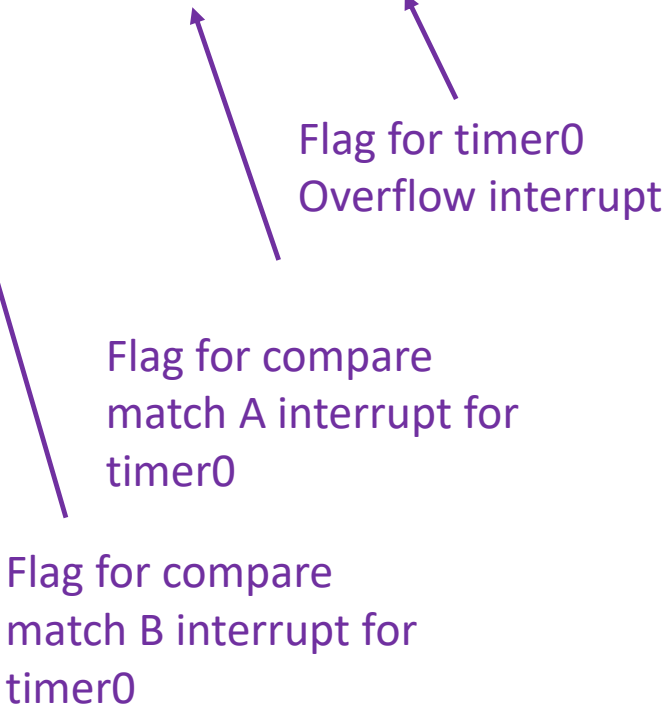 Flag for timer0
Overflow interrupt
Flag for compare
match A interrupt for
timer0
Flag for compare
match B interrupt for
timer0